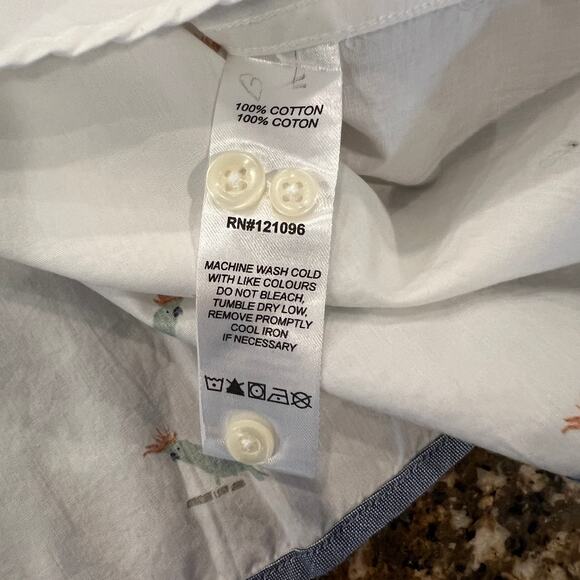 100% COTTON
100% COTON
RN#121096
MACHINE WASH COLD
WITH LIKE COLOURS
DO NOT BLEACH,
TUMBLE DRY LOW,
REMOVE PROMPTLY
COOL IRON
IF NECESSARY